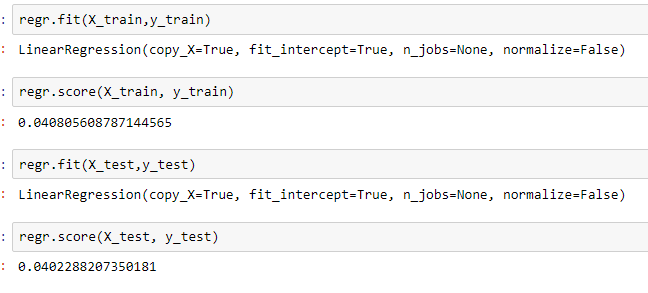 : regr.fit(X_train,y_train)
: LinearRegression(copy_X=True, fit_intercept=True, n_jobs=None, normalize=False)
: regr.score(X_train, y_train)
: 0.040805608787144565
: regr.fit(X_test,y_test)
: LinearRegression(copy_X=True, fit_intercept=True, n_jobs=None, normalize=False)
: regr.score(X_test, y_test)
: 0.0402288207350181